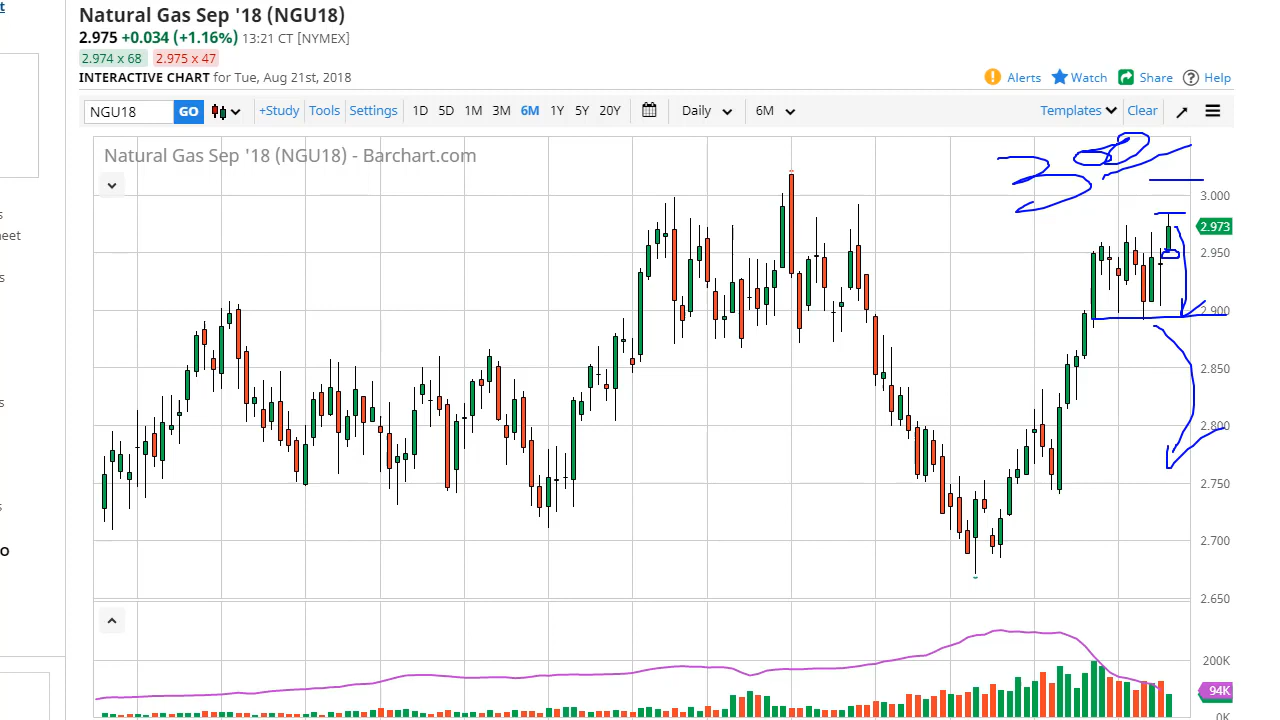 t
Natural Gas Sep '18 (NGU18)
2.975 +0.034 (+1.16%) 13:21 CT [NYMEX]
2.974 x 68 2.975 x 47
INTERACTIVE CHART for Tue, Aug 21st, 2018
Alerts Watch Share Help
NGU18 GO +Study Tools Settings 1D 5D 1M 3M 6M 1Y 5Y 20Y Daily 6M Templates Clear
Natural Gas Sep '18 (NGU18) - Barchart.com
3.00
3.000
2.973
2.950
2.900
2.850
2.800
2.750
2.700
2.650
200K
94K
0K
s
heet
s
s
s
O